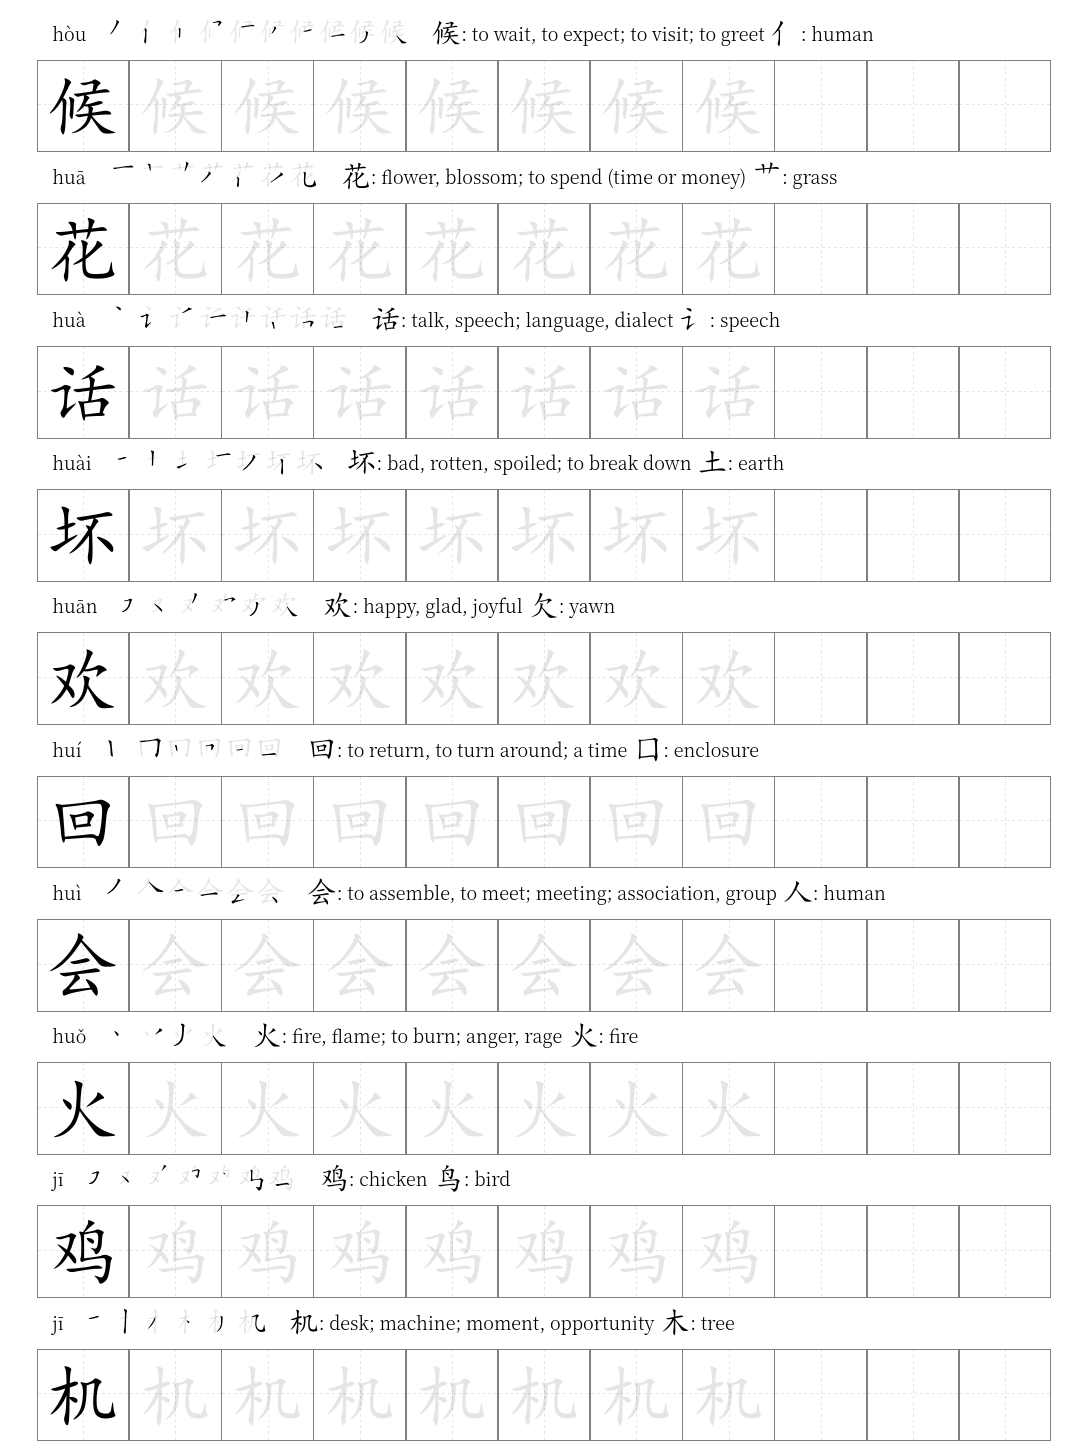 hòu 候: to wait, to expect; to visit; to greet 亻: human
候 候 候 候 候 候 候 候
huā 花: flower, blossom; to spend (time or money) 艹: grass
花 花 花 花 花 花 花 花
huà 话: talk, speech; language, dialect 讠: speech
话 话 话 话 话 话 话 话
huài 坏: bad, rotten, spoiled; to break down 土: earth
坏 坏 坏 坏 坏 坏 坏 坏
huān 欢: happy, glad, joyful 欠: yawn
欢 欢 欢 欢 欢 欢 欢 欢
huí 回: to return, to turn around; a time 囗: enclosure
回 回 回 回 回 回 回 回
huì 会: to assemble, to meet; meeting; association, group 人: human
会 会 会 会 会 会 会 会
huǒ 火: fire, flame; to burn; anger, rage 火: fire
火 火 火 火 火 火 火 火
jī 鸡: chicken 鸟: bird
鸡 鸡 鸡 鸡 鸡 鸡 鸡 鸡
jī 机: desk; machine; moment, opportunity 木: tree
机 机 机 机 机 机 机 机